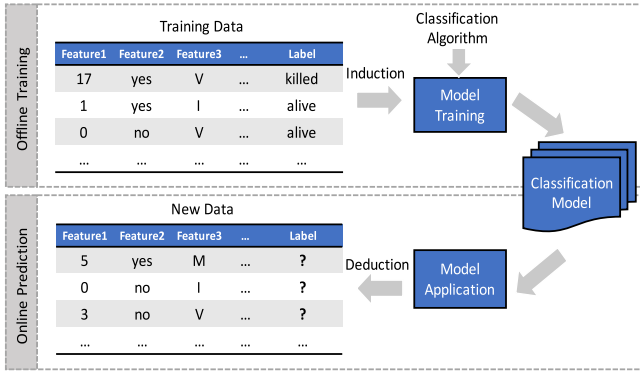 Offline Training
Training Data
Feature1 Feature2 Feature3 ... Label
17 yes V ... killed
1 yes I ... alive
0 no V ... alive
... ... ... ...
Induction
Classification
Algorithm
Model
Training
Classification
Model
Online Prediction
New Data
Feature1 Feature2 Feature3 ... Label
5 yes M ... ?
0 no I ... ?
3 no V ... ?
... ... ... ... ...
Deduction
Model
Application